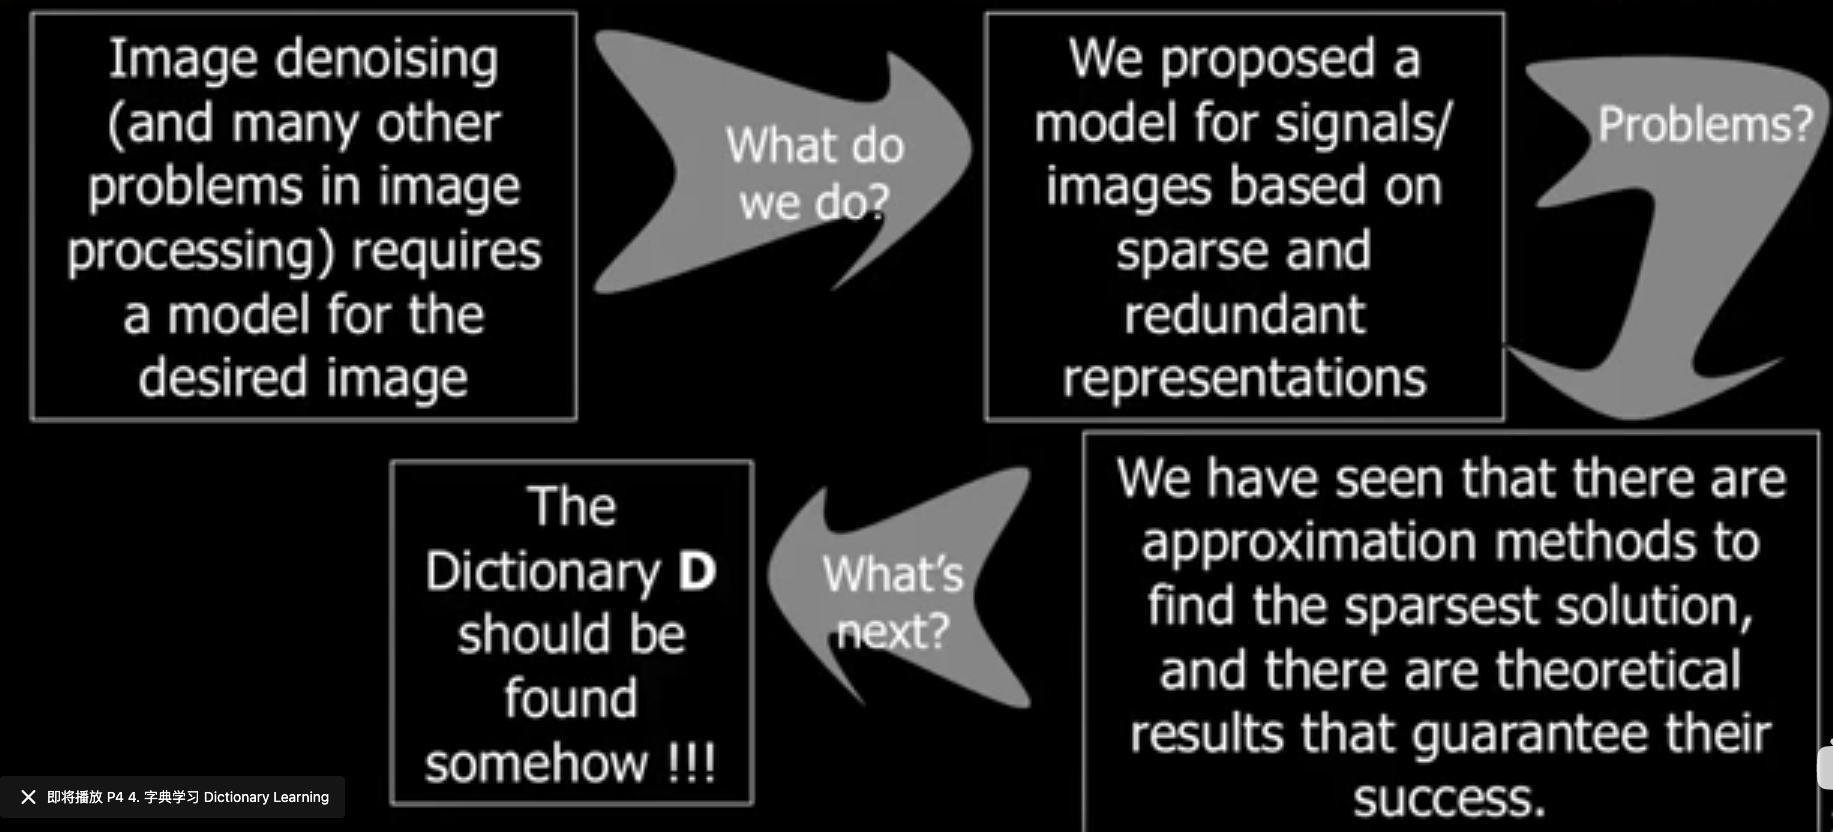 Image denoising
(and many other
problems in image
processing) requires
a model for the
desired image
What do
we do?
We proposed a
model for signals/
images based on
sparse and
redundant
representations
Problems?
We have seen that there are
approximation methods to
find the sparsest solution,
and there are theoretical
results that guarantee their
success.
What's
next?
The
Dictionary D
should be
found
somehow !!!
即将播放 P4 4. 字典学习 Dictionary Learning